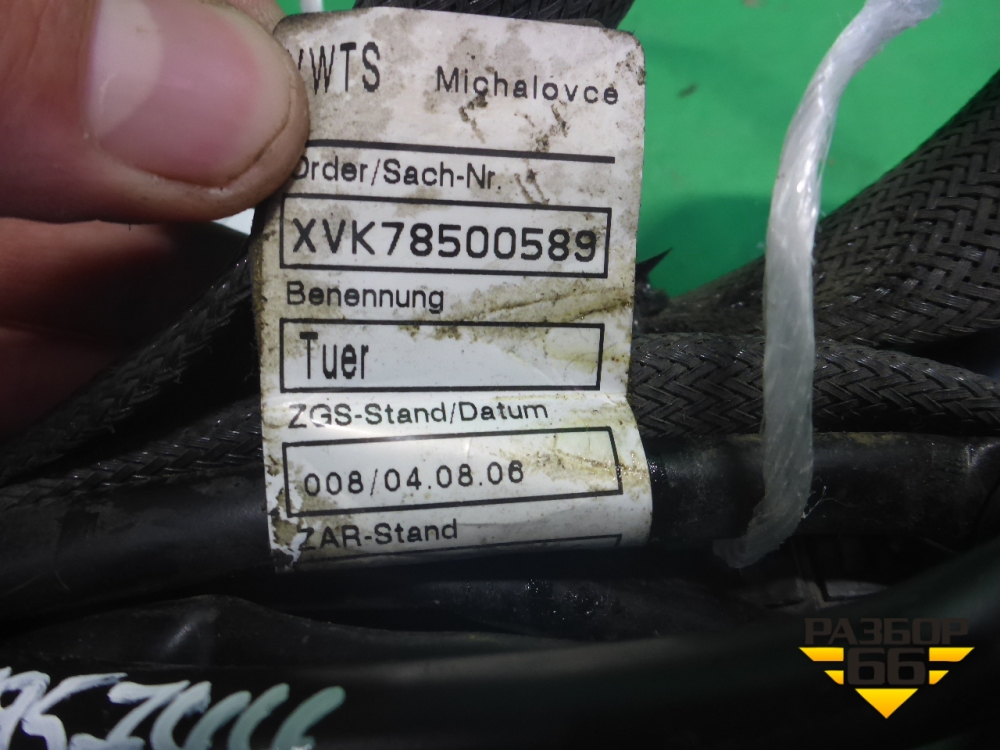 VWTS Michalovce
Order/Sach-Nr.
XVK78500589
Benennung
Tuer
ZGS-Stand/Datum
008/04.08.06
ZAR-Stand
РАЗБОР
66